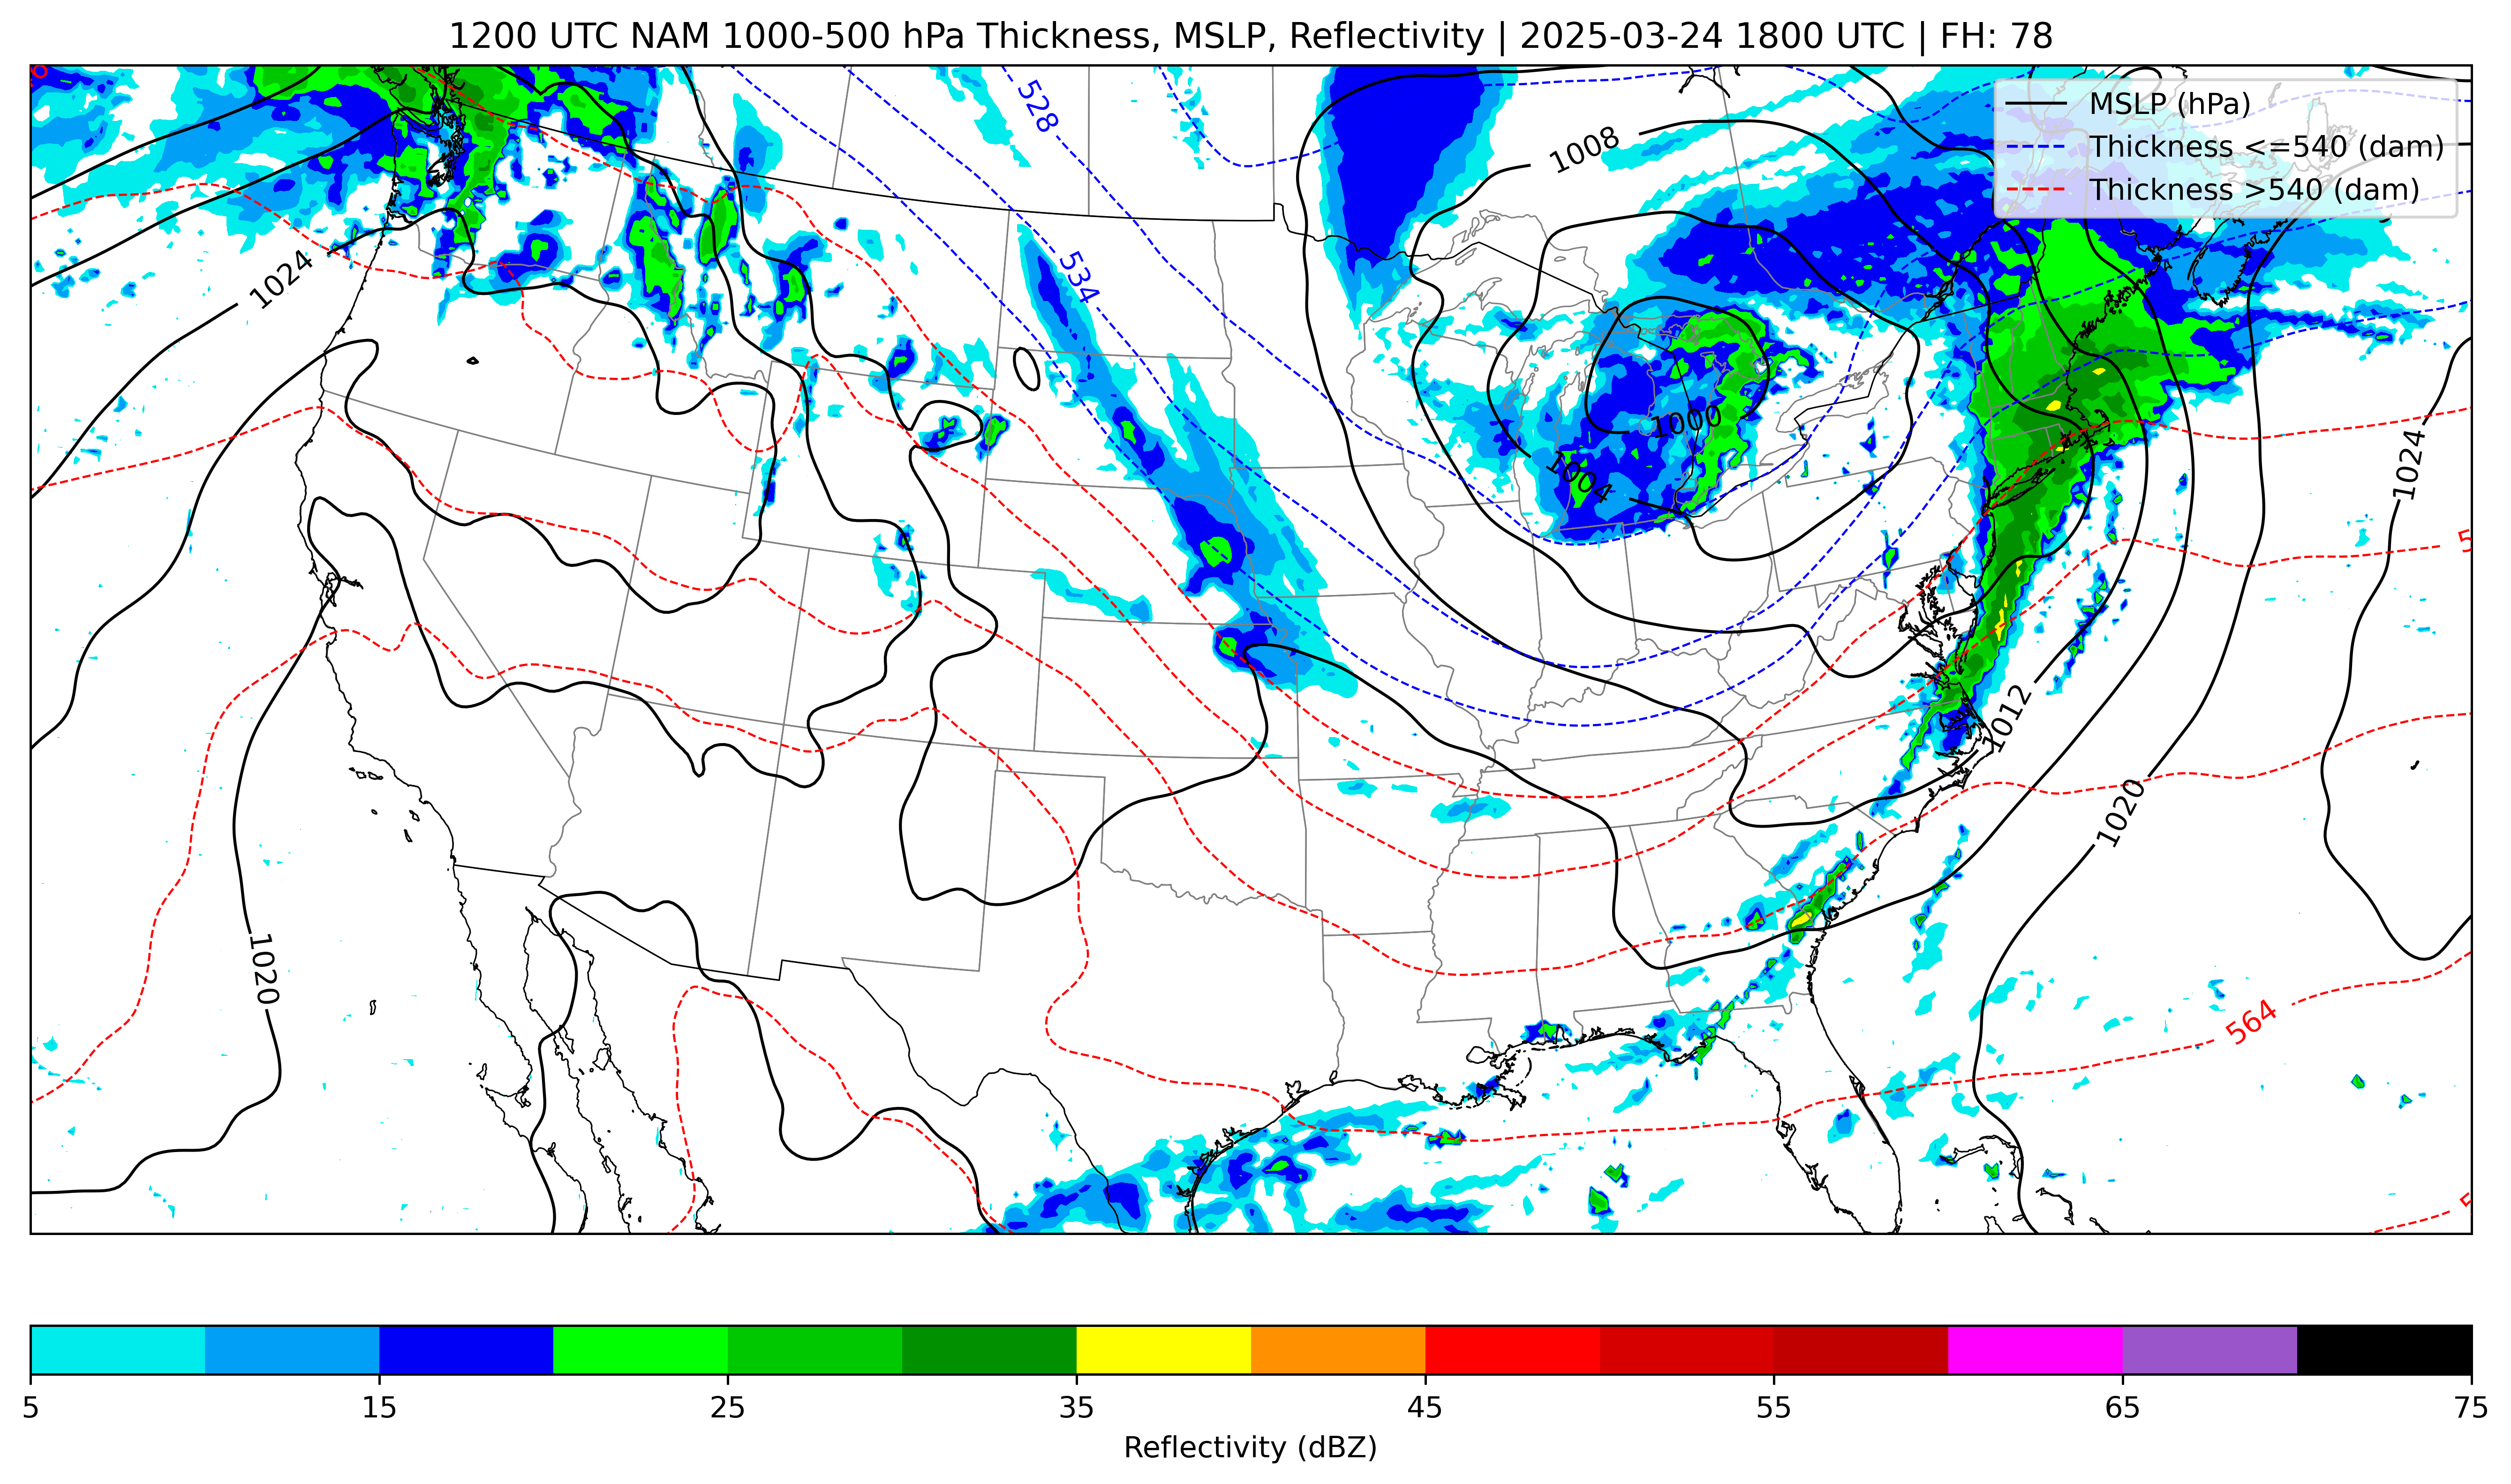 1200 UTC NAM 1000-500 hPa Thickness, MSLP, Reflectivity | 2025-03-24 1800 UTC | FH: 78
MSLP (hPa)
Thickness <=540 (dam)
Thickness >540 (dam)
528
1008
1024
534
1000
1004
1024
1012
1020
1020
564
5 15 25 35 45 55 65 75
Reflectivity (dBZ)